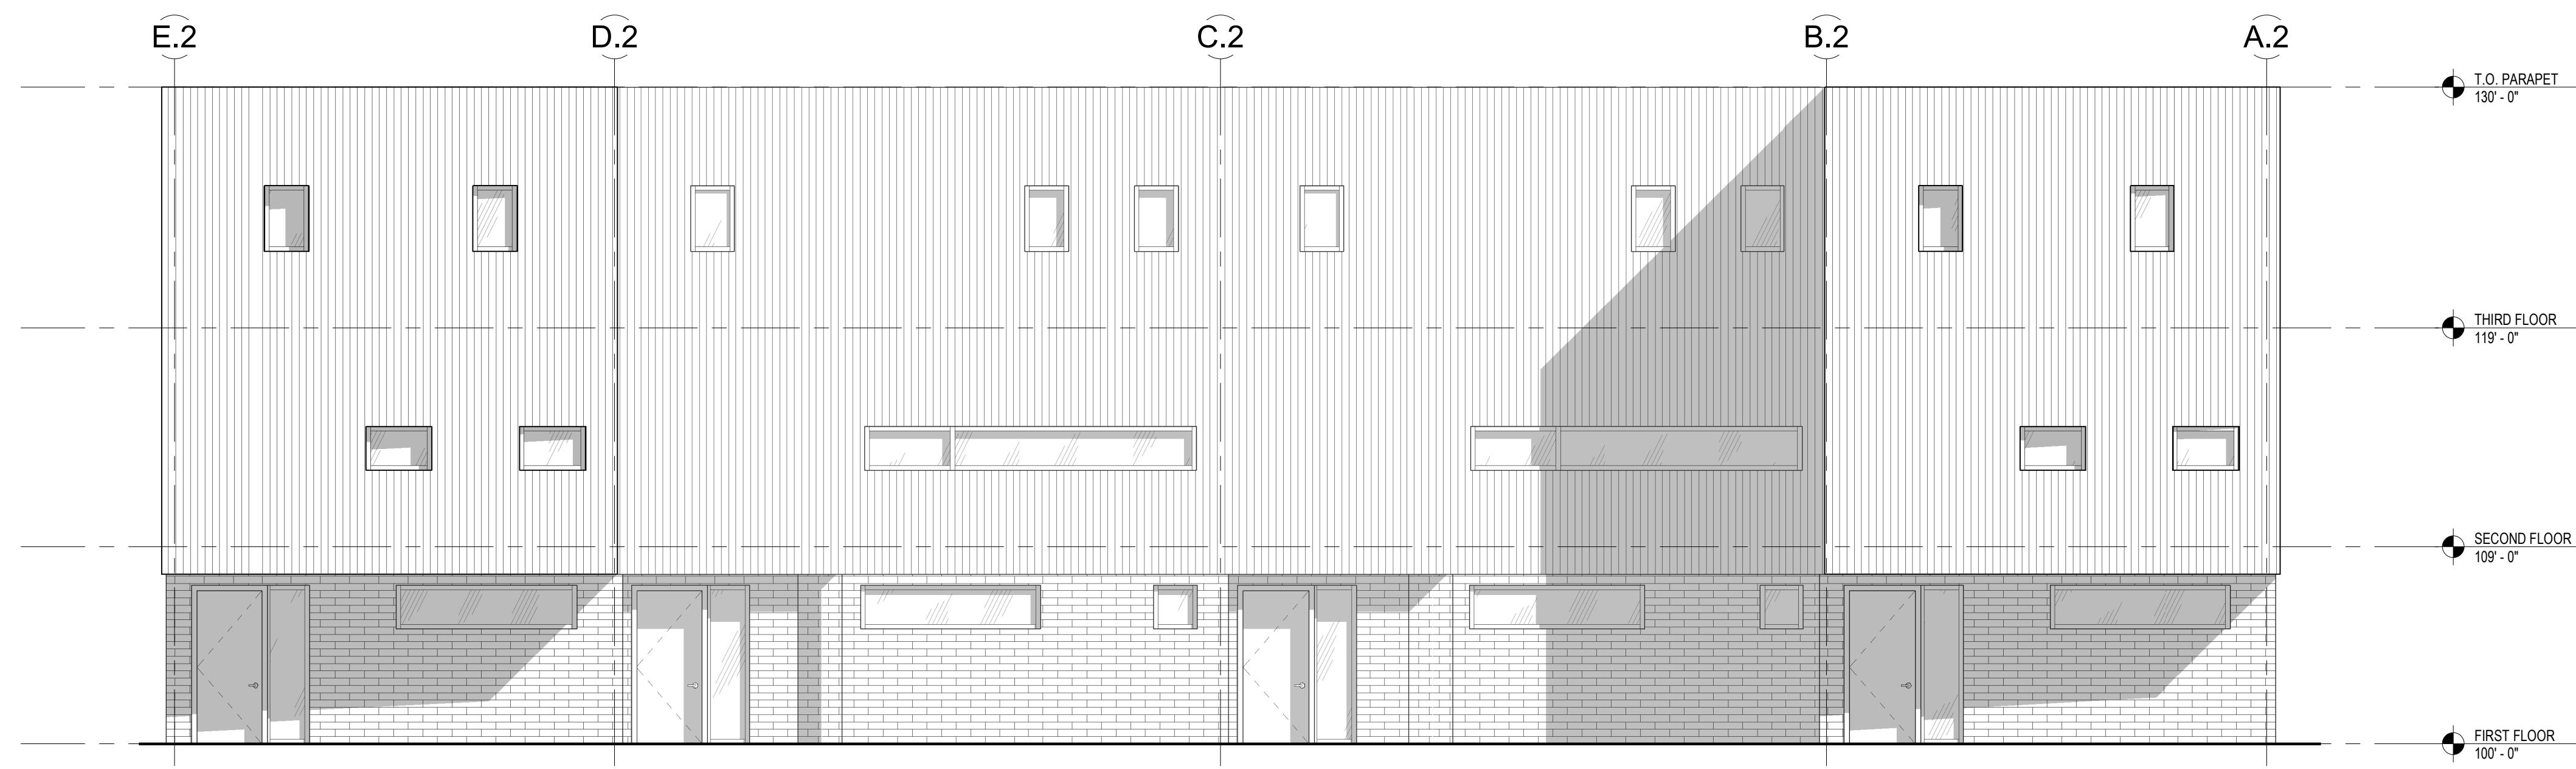 E.2
D.2
C.2
B.2
A.2
T.O. PARAPET
130' - 0"
THIRD FLOOR
119' - 0"
SECOND FLOOR
109' - 0"
FIRST FLOOR
100' - 0"